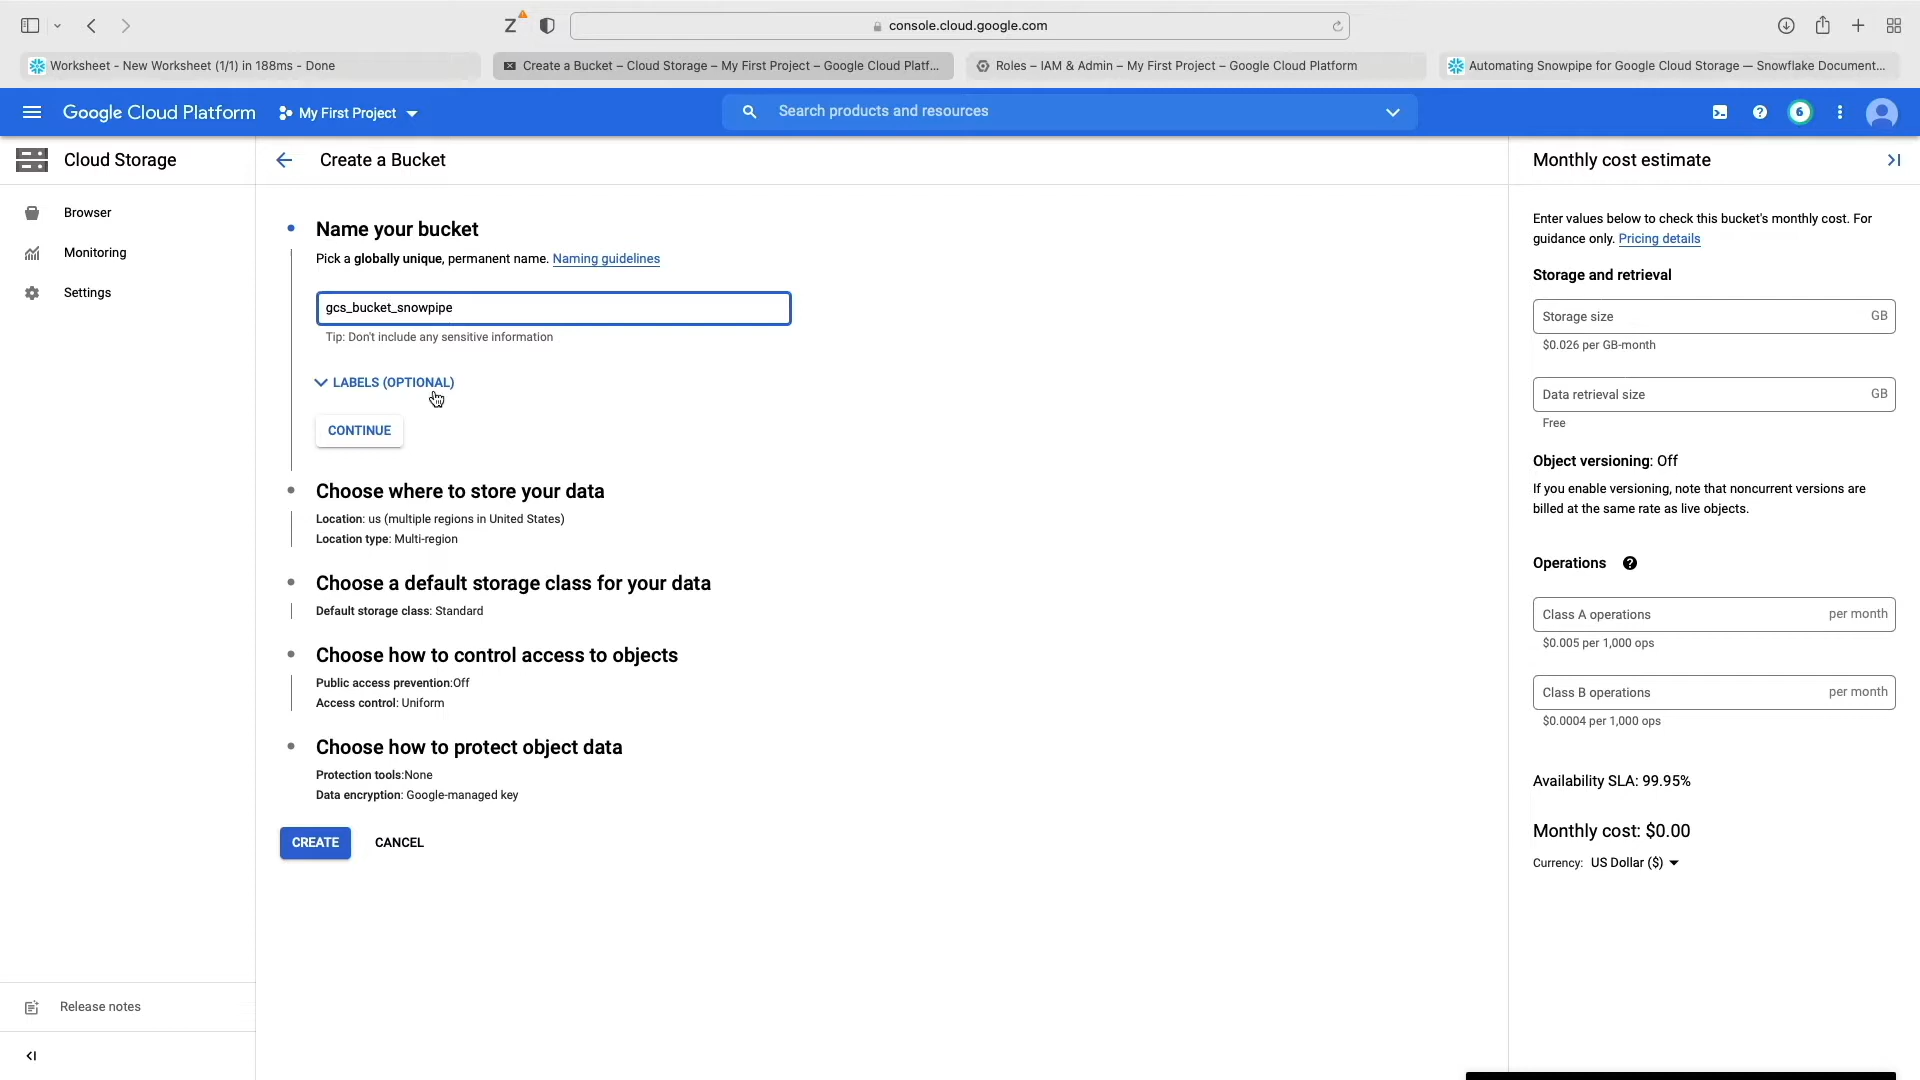 console.cloud.google.com
Worksheet - New Worksheet (1/1) in 188ms - Done
Create a Bucket – Cloud Storage – My First Project – Google Cloud Platf...
Roles – IAM & Admin – My First Project – Google Cloud Platform
Automating Snowpipe for Google Cloud Storage — Snowflake Document...
Google Cloud Platform
My First Project
Search products and resources
6
Cloud Storage
Browser
Monitoring
Settings
Release notes
Create a Bucket
Name your bucket
Pick a globally unique, permanent name. Naming guidelines
gcs_bucket_snowpipe
Tip: Don't include any sensitive information
LABELS (OPTIONAL)
CONTINUE
Choose where to store your data
Location: us (multiple regions in United States)
Location type: Multi-region
Choose a default storage class for your data
Default storage class: Standard
Choose how to control access to objects
Public access prevention:Off
Access control: Uniform
Choose how to protect object data
Protection tools:None
Data encryption: Google-managed key
CREATE
CANCEL
Monthly cost estimate
Enter values below to check this bucket's monthly cost. For
guidance only. Pricing details
Storage and retrieval
Storage size GB
$0.026 per GB-month
Data retrieval size GB
Free
Object versioning: Off
If you enable versioning, note that noncurrent versions are
billed at the same rate as live objects.
Operations
Class A operations per month
$0.005 per 1,000 ops
Class B operations per month
$0.0004 per 1,000 ops
Availability SLA: 99.95%
Monthly cost: $0.00
Currency: US Dollar ($)